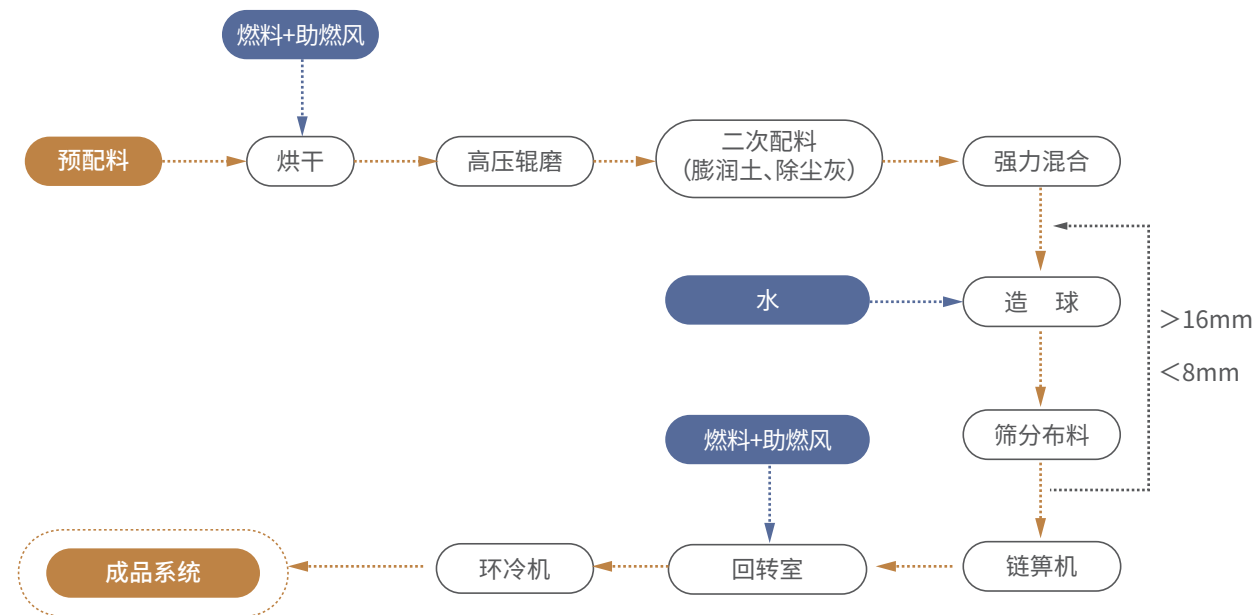 燃料+助燃风
预配料
烘干
高压辊磨
二次配料
（膨润土、除尘灰）
强力混合
水
造 球
＞16mm
＜8mm
燃料+助燃风
筛分布料
成品系统
环冷机
回转室
链箅机